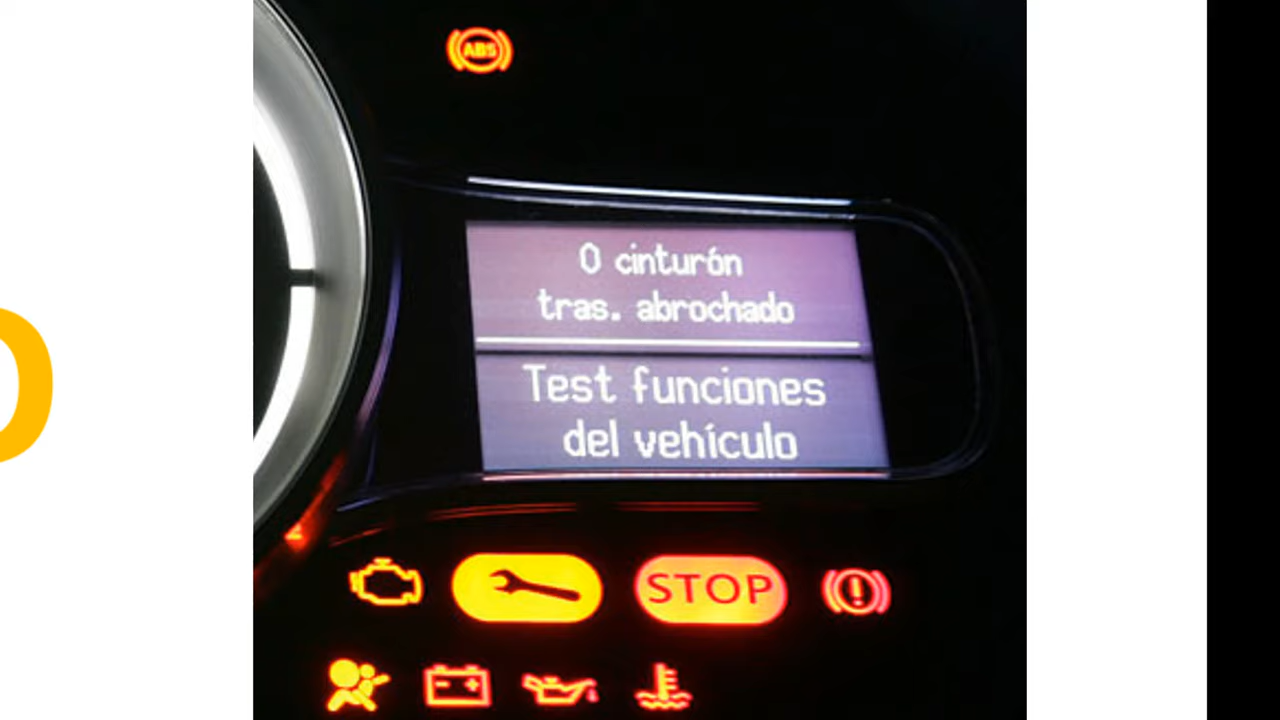 ABS
0 cinturón
tras. abrochado
Test funciones
del vehículo
STOP